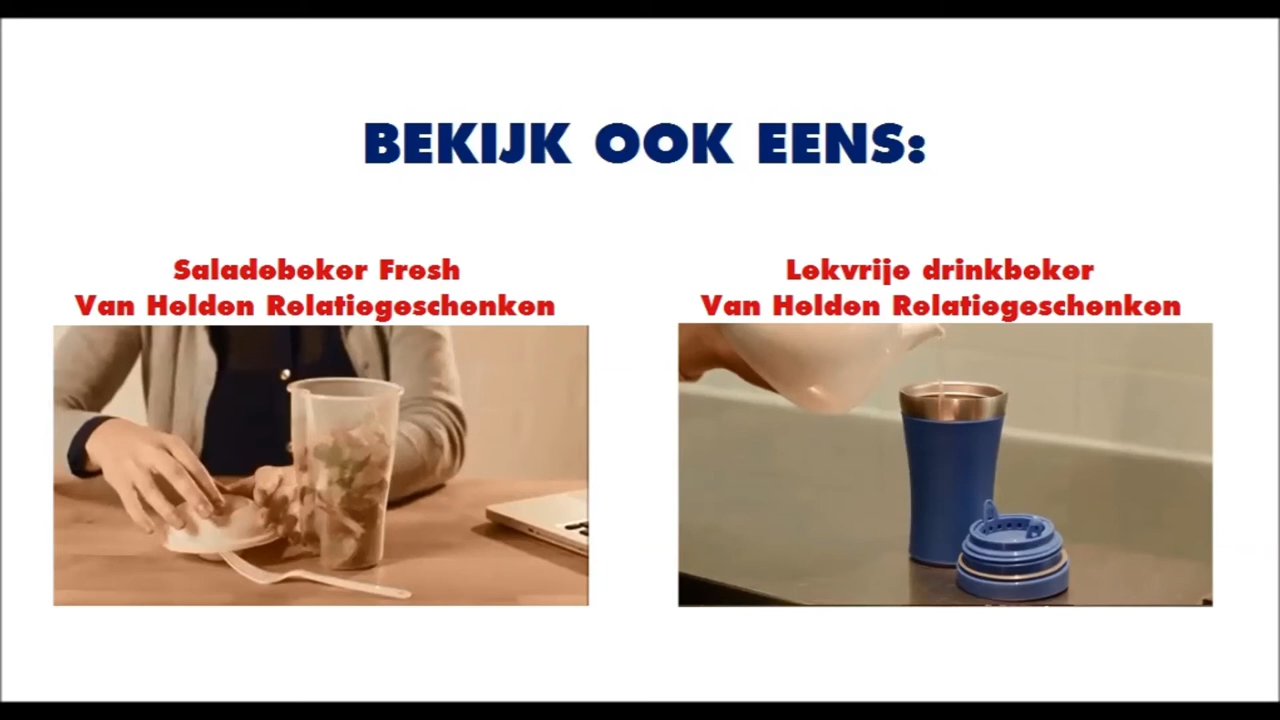 BEKIJK OOK EENS:
Saladebeker Fresh
Van Helden Relatiegeschenken
Lekvrije drinkbeker
Van Helden Relatiegeschenken